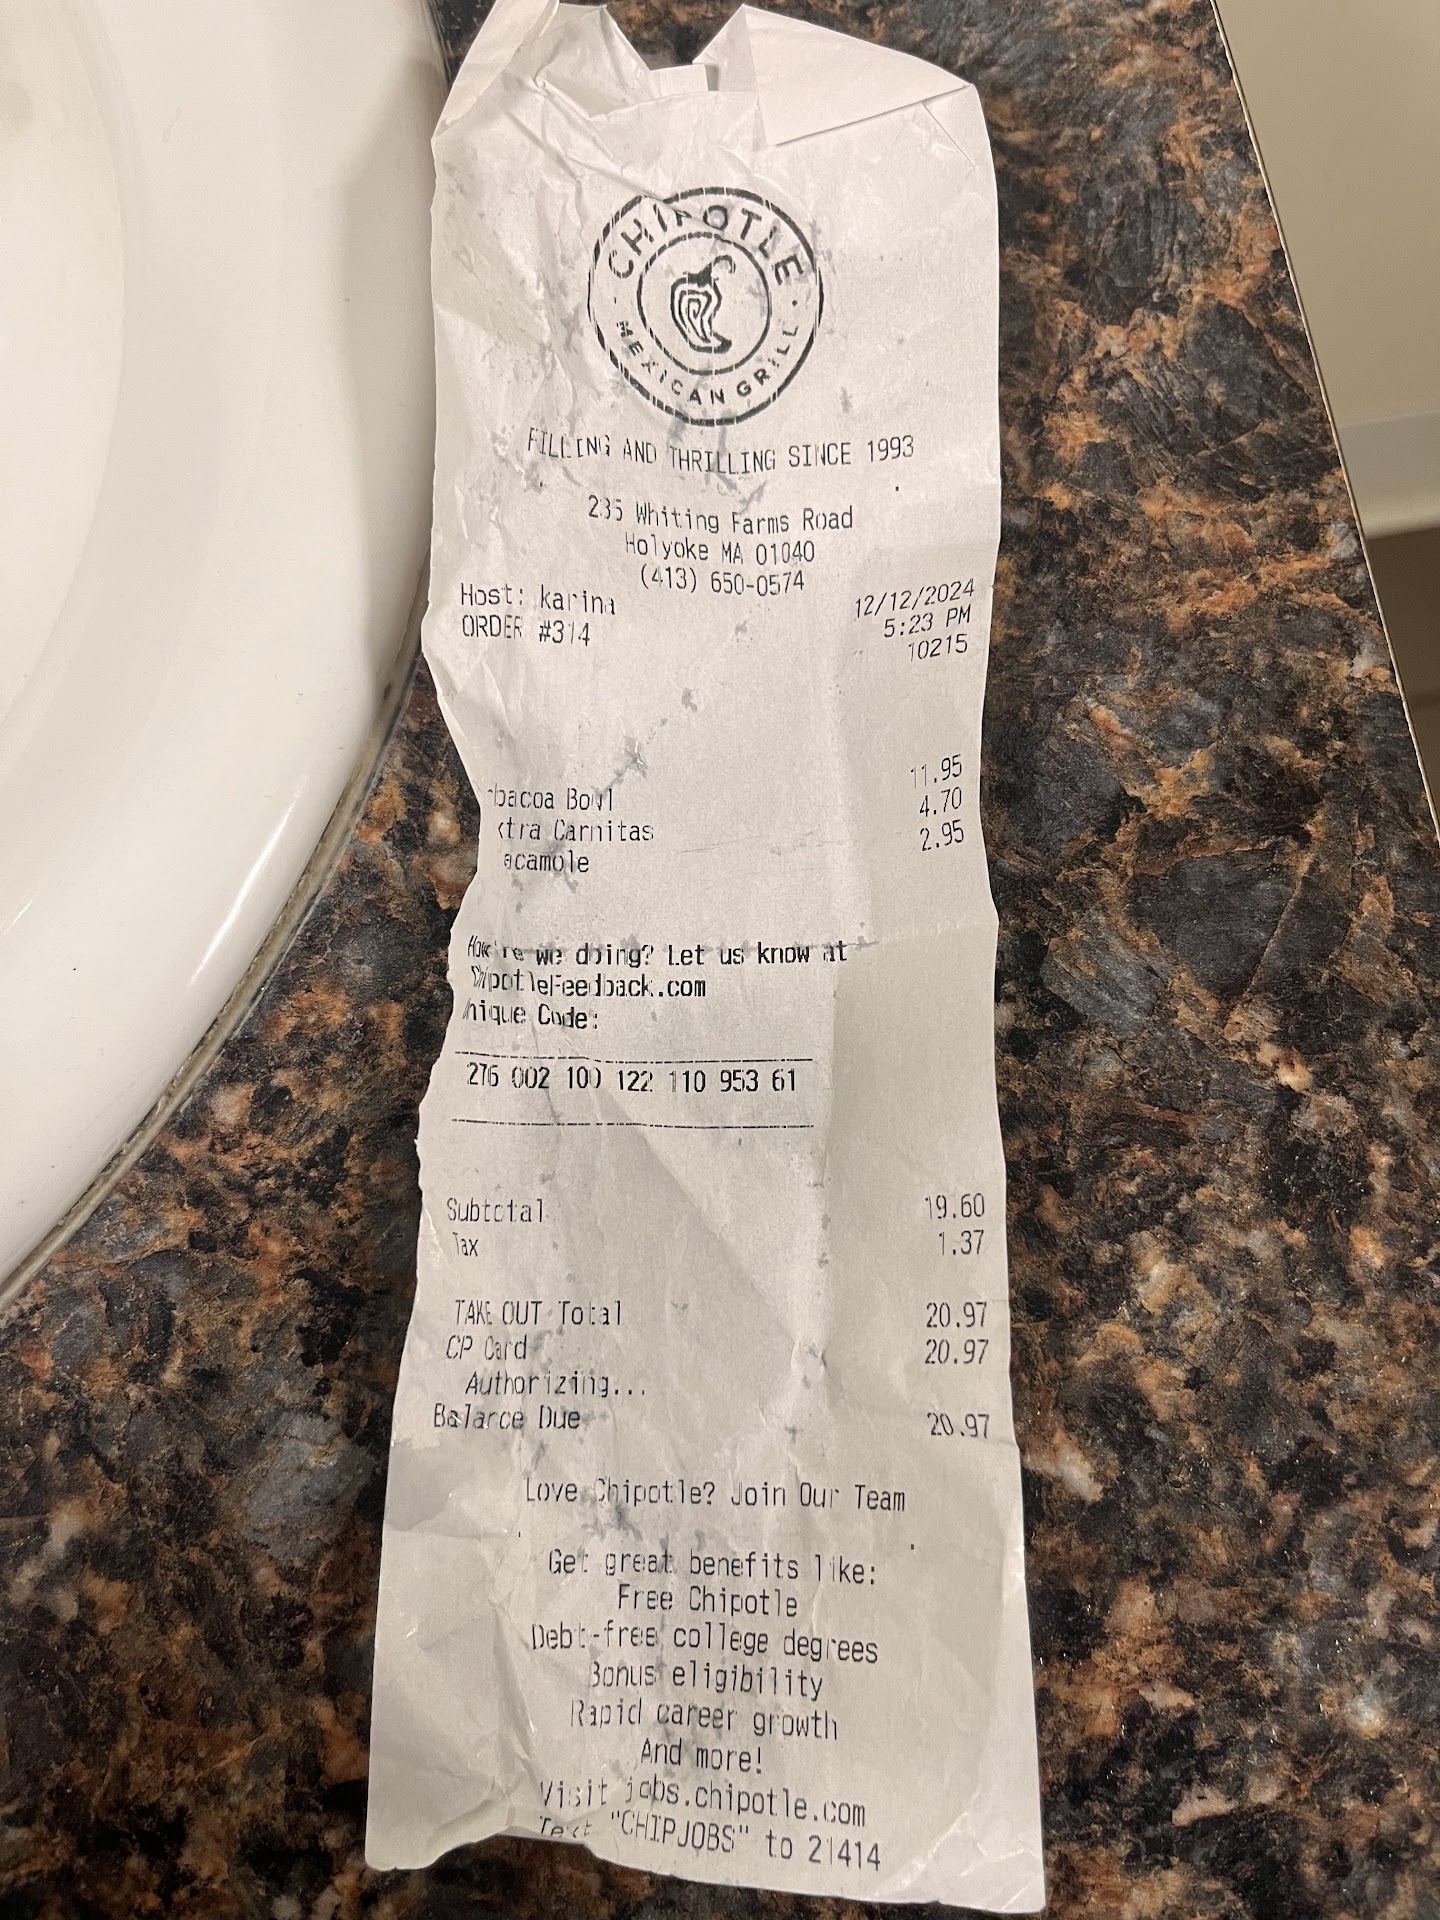 CHIPOTLE
MEXICAN GRILL
FILLING AND THRILLING SINCE 1993
235 Whiting Farms Road
Holyoke MA 01040
(413) 650-0574
Host: karina
12/12/2024
ORDER #314
5:23 PM
10215
bacoa Bowl 11.95
xtra Carnitas 4.70
acamole 2.95
How're we doing? Let us know at
ChipotleFeedback.com
nique Code:
276 002 100 122 110 953 61
Subtotal 19.60
Tax 1.37
TAKE OUT Total 20.97
CP Card 20.97
Authorizing...
Balance Due 20.97
Love Chipotle? Join Our Team
Get great benefits like:
Free Chipotle
Debt-free college degrees
Bonus eligibility
Rapid career growth
And more!
Visit jobs.chipotle.com
Text "CHIPJOBS" to 21414